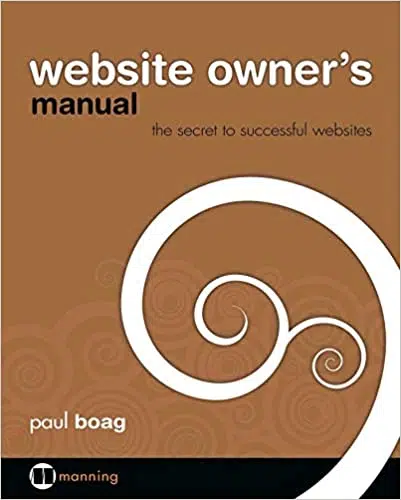 website owner's
manual
the secret to successful websites
paul boag
manning